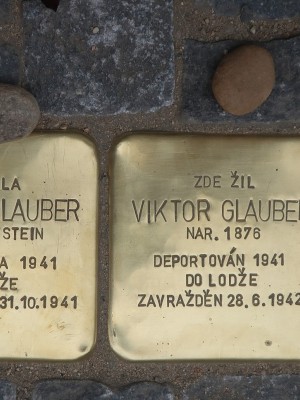 LA
LAUBER
STEIN
A 1941
ŽE
31.10.1941
ZDE ŽIL
VIKTOR GLAUBER
NAR. 1876
DEPORTOVÁN 1941
DO LODŽE
ZAVRAŽDĚN 28.6.1942